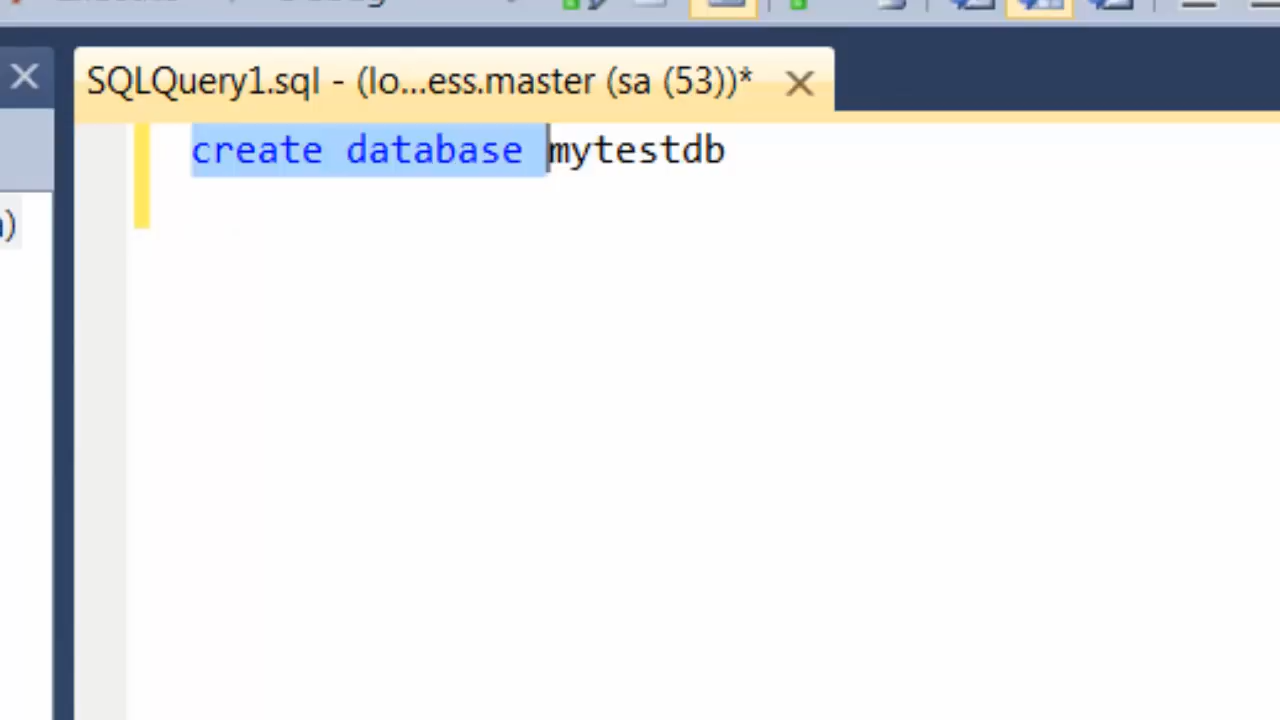 SQLQuery1.sql - (lo...ess.master (sa (53))*
create database mytestdb